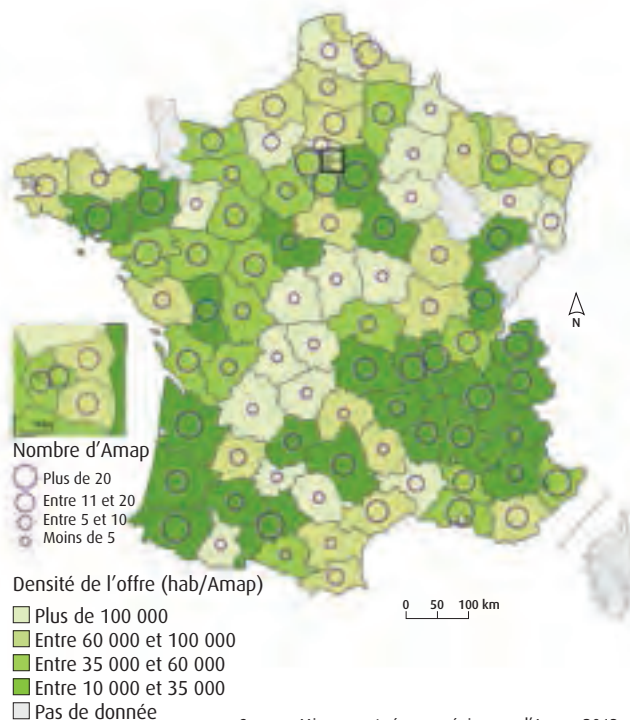 N
Nombre d'Amap
Plus de 20
Entre 11 et 20
Entre 5 et 10
Moins de 5
Densité de l'offre (hab/Amap)
0 50 100 km
Plus de 100 000
Entre 60 000 et 100 000
Entre 35 000 et 60 000
Entre 10 000 et 35 000
Pas de donnée